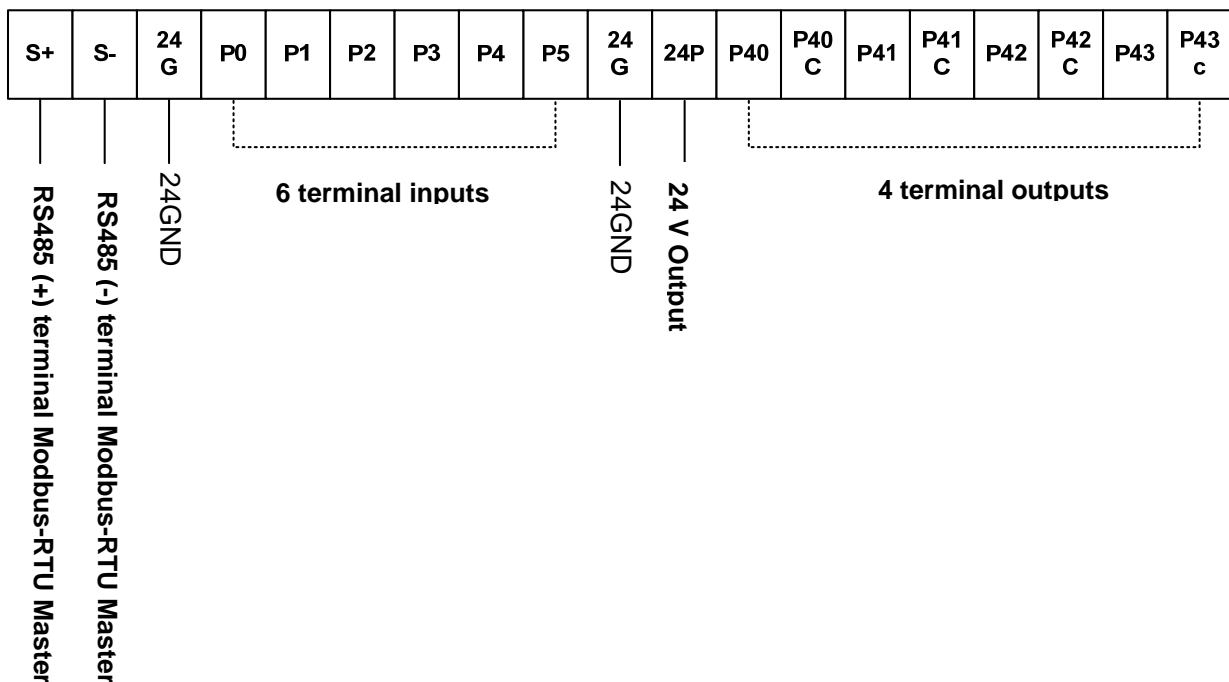 S+ S- 24 G P0 P1 P2 P3 P4 P5 24 G 24P P40 P40 C P41 P41 C P42 P42 C P43 P43 c
RS485 (+) terminal Modbus-RTU Master
RS485 (-) terminal Modbus-RTU Master
24GND
6 terminal inputs
24GND
24 V Output
4 terminal outputs